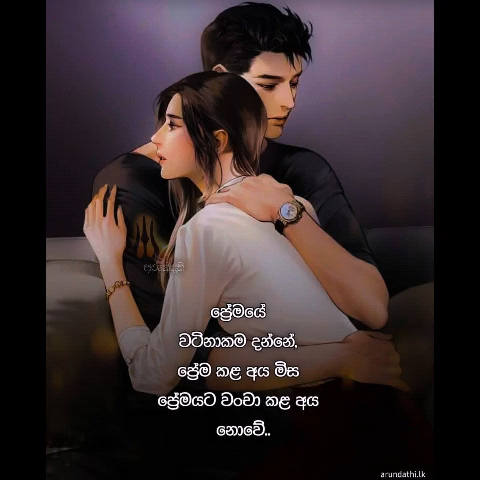 ප්‍රේමයේ
වටිනාකම දන්නේ,
ප්‍රේම කළ අය මිස
ප්‍රේමයට වංචා කළ අය
නොවේ..
arundathi.lk